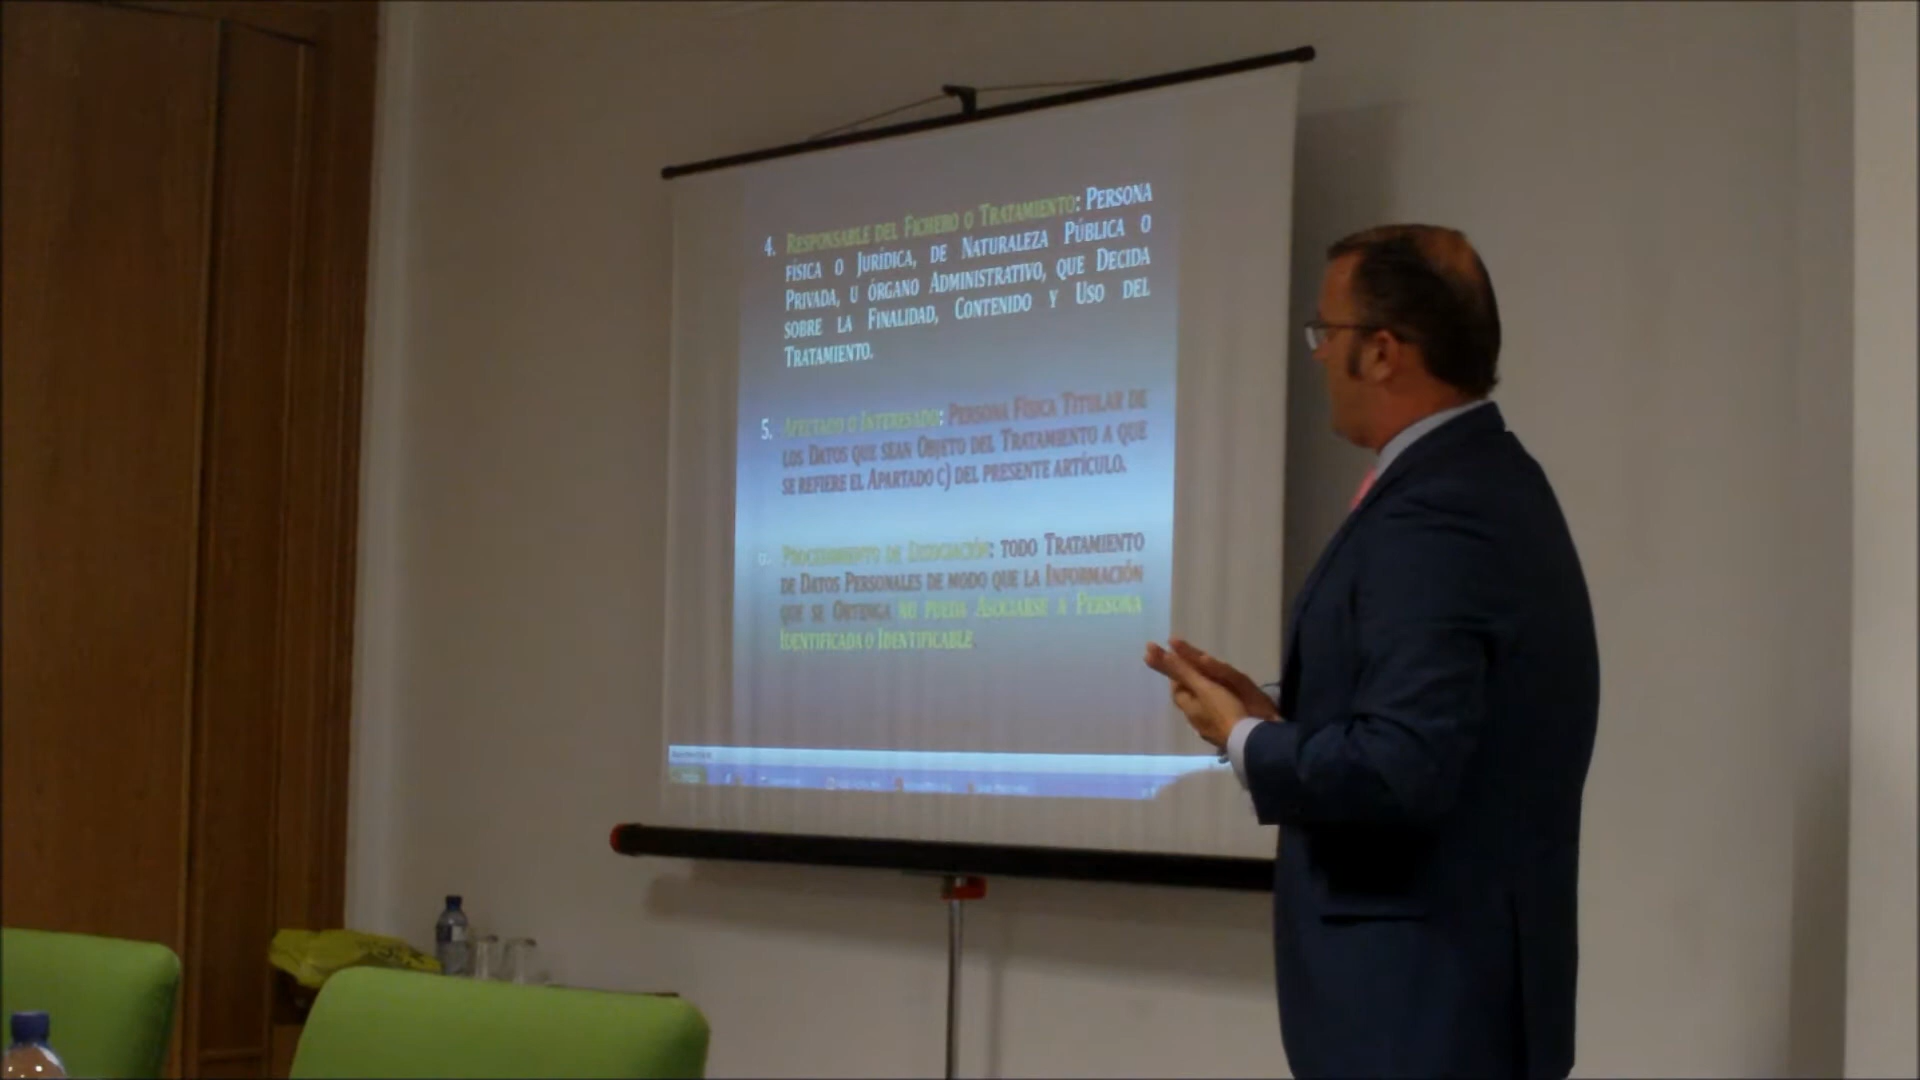 4. RESPONSABLE DEL FICHERO O TRATAMIENTO: PERSONA
FÍSICA O JURÍDICA, DE NATURALEZA PÚBLICA O
PRIVADA, U ÓRGANO ADMINISTRATIVO, QUE DECIDA
SOBRE LA FINALIDAD, CONTENIDO Y USO DEL
TRATAMIENTO.
5. AFECTADO O INTERESADO: PERSONA FÍSICA TITULAR DE
LOS DATOS QUE SEAN OBJETO DEL TRATAMIENTO A QUE
SE REFIERE EL APARTADO C) DEL PRESENTE ARTÍCULO.
6. PROCEDIMIENTO DE DISOCIACIÓN: TODO TRATAMIENTO
DE DATOS PERSONALES DE MODO QUE LA INFORMACIÓN
QUE SE OBTENGA NO PUEDA ASOCIARSE A PERSONA
IDENTIFICADA O IDENTIFICABLE